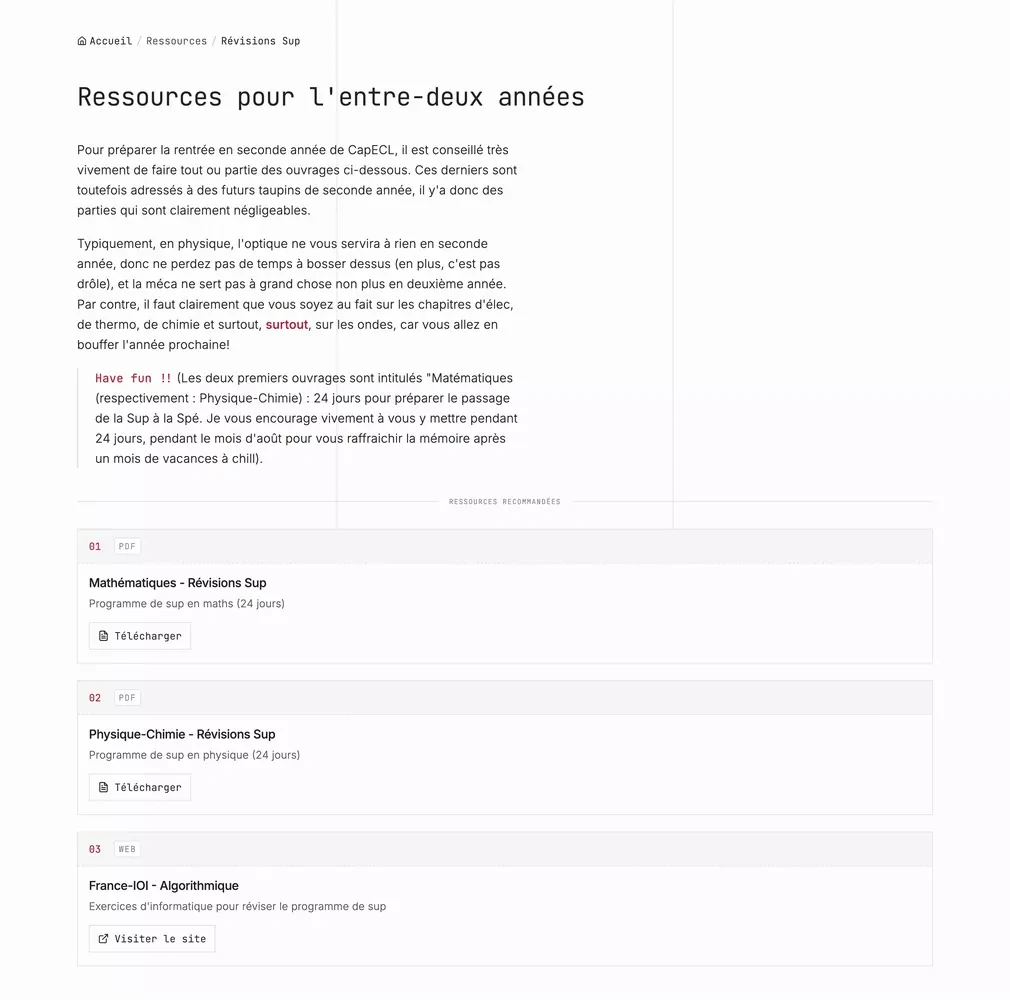 Accueil / Ressources / Révisions Sup
Ressources pour l'entre-deux années
Pour préparer la rentrée en seconde année de CapECL, il est conseillé très
vivement de faire tout ou partie des ouvrages ci-dessous. Ces derniers sont
toutefois adressés à des futurs taupins de seconde année, il y'a donc des
parties qui sont clairement négligeables.
Typiquement, en physique, l'optique ne vous servira à rien en seconde
année, donc ne perdez pas de temps à bosser dessus (en plus, c'est pas
drôle), et la méca ne sert pas à grand chose non plus en deuxième année.
Par contre, il faut clairement que vous soyez au fait sur les chapitres d'élec,
de thermo, de chimie et surtout, surtout, sur les ondes, car vous allez en
bouffer l'année prochaine!
Have fun !! (Les deux premiers ouvrages sont intitulés "Matématiques
(respectivement : Physique-Chimie) : 24 jours pour préparer le passage
de la Sup à la Spé. Je vous encourage vivement à vous y mettre pendant
24 jours, pendant le mois d'août pour vous raffraichir la mémoire après
un mois de vacances à chill).
RESSOURCES RECOMMANDÉES
01 PDF
Mathématiques - Révisions Sup
Programme de sup en maths (24 jours)
Télécharger
02 PDF
Physique-Chimie - Révisions Sup
Programme de sup en physique (24 jours)
Télécharger
03 WEB
France-IOI - Algorithmique
Exercices d'informatique pour réviser le programme de sup
Visiter le site